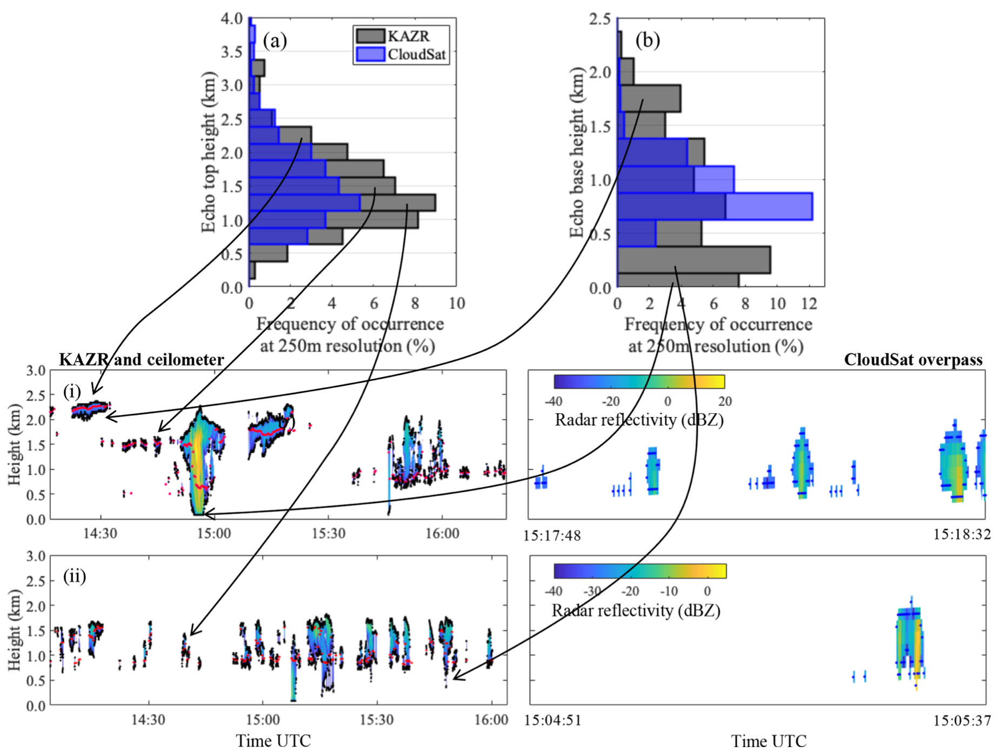 (a)
KAZR
CloudSat
4.0
3.5
3.0
2.5
2.0
1.5
1.0
0.5
0.0
Echo top height (km)
0 2 4 6 8 10
Frequency of occurrence
at 250m resolution (%)
(b)
2.5
2.0
1.5
1.0
0.5
0.0
Echo base height (km)
0 2 4 6 8 10 12
Frequency of occurrence
at 250m resolution (%)
KAZR and ceilometer
CloudSat overpass
(i)
3.0
2.5
2.0
1.5
1.0
0.5
0.0
Height (km)
b)
14:30 15:00 15:30 16:00
-40 -20 0 20
Radar reflectivity (dBZ)
15:17:48 15:18:32
(ii)
3.0
2.5
2.0
1.5
1.0
0.5
0.0
Height (km)
14:30 15:00 15:30 16:00
Time UTC
-40 -30 -20 -10 0
Radar reflectivity (dBZ)
15:04:51 15:05:37
Time UTC